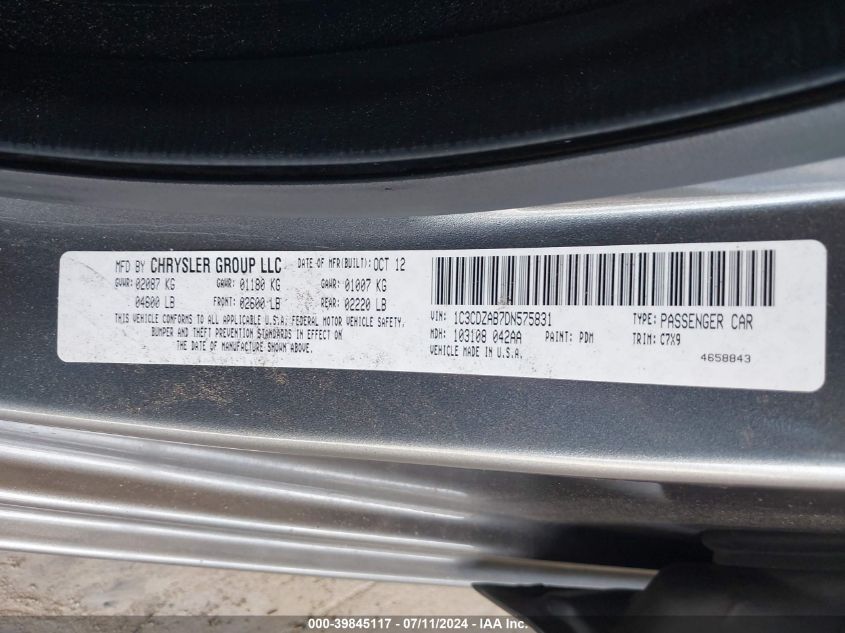 MFD BY CHRYSLER GROUP LLC DATE OF MFR(BUILT): OCT 12
GVWR: 02087 KG GAWR: 01180 KG GAWR: 01007 KG
04600 LB FRONT: 02600 LB REAR: 02220 LB
THIS VEHICLE CONFORMS TO ALL APPLICABLE U.S.A. FEDERAL MOTOR VEHICLE SAFETY,
BUMPER AND THEFT PREVENTION STANDARDS IN EFFECT ON
THE DATE OF MANUFACTURE SHOWN ABOVE.
VIN: 1C3CDZAB7DN575831 TYPE: PASSENGER CAR
MDH: 103108 042AA PAINT: PDM TRIM: C7X9
VEHICLE MADE IN U.S.A.
4658843
000-39845117 - 07/11/2024 - WWW.IAAI.COM